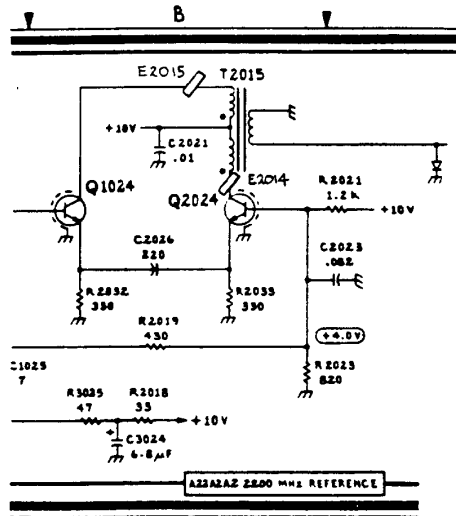 B
E2015
T2015
+10V
C2021
.01
E2014
Q1024
Q2024
R2021
1.2K
+10V
C2026
220
C2023
.082
R2032
330
R2033
330
R2019
430
+4.0V
C1025
7
R2023
820
R3025
47
R2018
33
+10V
+
C3024
6.8µF
A22A2A2 2200 MHz REFERENCE